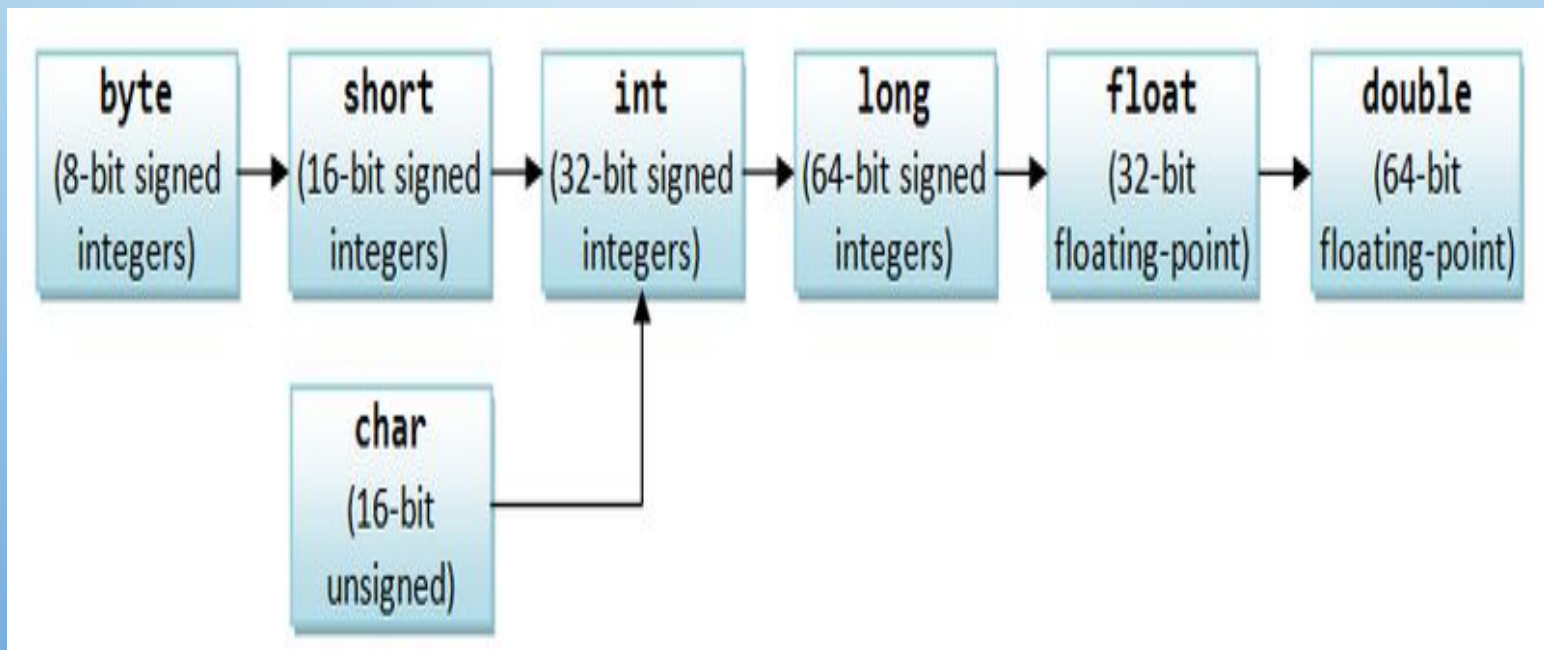 byte
(8-bit signed
integers)
short
(16-bit signed
integers)
int
(32-bit signed
integers)
long
(64-bit signed
integers)
float
(32-bit
floating-point)
double
(64-bit
floating-point)
char
(16-bit
unsigned)